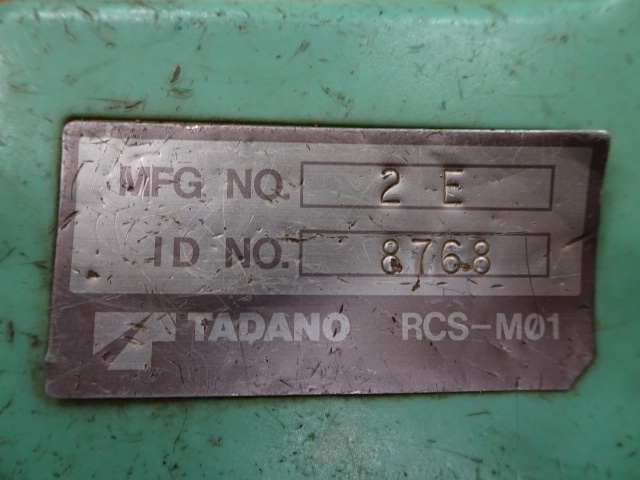 MFG NO. 2 E
ID NO. 8768
TADANO RCS-M01